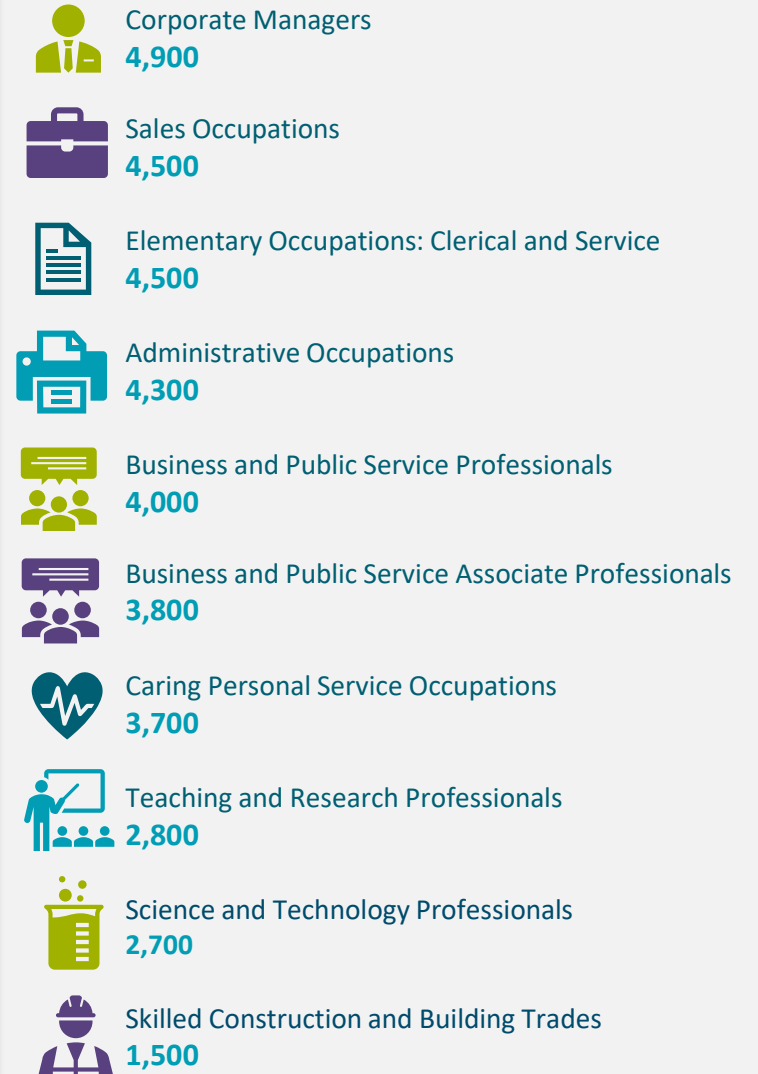 Corporate Managers
4,900
Sales Occupations
4,500
Elementary Occupations: Clerical and Service
4,500
Administrative Occupations
4,300
Business and Public Service Professionals
4,000
Business and Public Service Associate Professionals
3,800
Caring Personal Service Occupations
3,700
Teaching and Research Professionals
2,800
Science and Technology Professionals
2,700
Skilled Construction and Building Trades
1,500